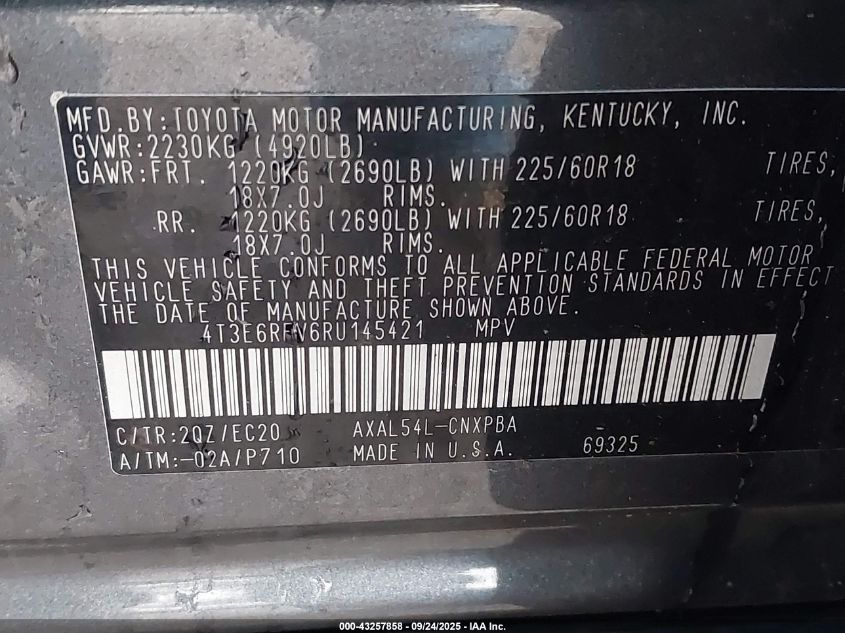 MFD.BY:TOYOTA MOTOR MANUFACTURING, KENTUCKY, INC.
GVWR:2230KG (4920LB)
GAWR:FRT. 1220KG (2690LB) WITH 225/60R18 TIRES,
18X7.0J RIMS.
RR. 1220KG (2690LB) WITH 225/60R18 TIRES,
18X7.0J RIMS.
THIS VEHICLE CONFORMS TO ALL APPLICABLE FEDERAL MOTOR
VEHICLE SAFETY AND THEFT PREVENTION STANDARDS IN EFFECT
THE DATE OF MANUFACTURE SHOWN ABOVE.
MPV
C/TR:2QZ/EC20 AXAL54L-CNXPBA
A/TM:-02A/P710 MADE IN U.S.A. 69325
000-43257858 - 09/24/2025 - IAA Inc.